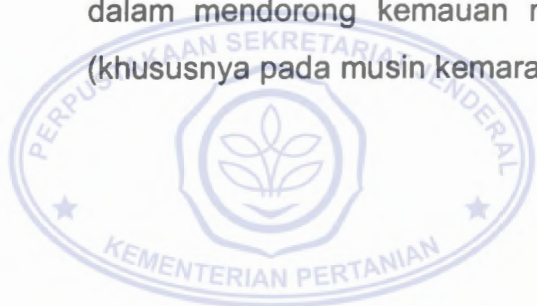 dalam mendorong kemauan
(khususnya pada musin kemara
PERPUSTAKAAN SEKRETARIAT JENDERAL
KEMENTERIAN PERTANIAN